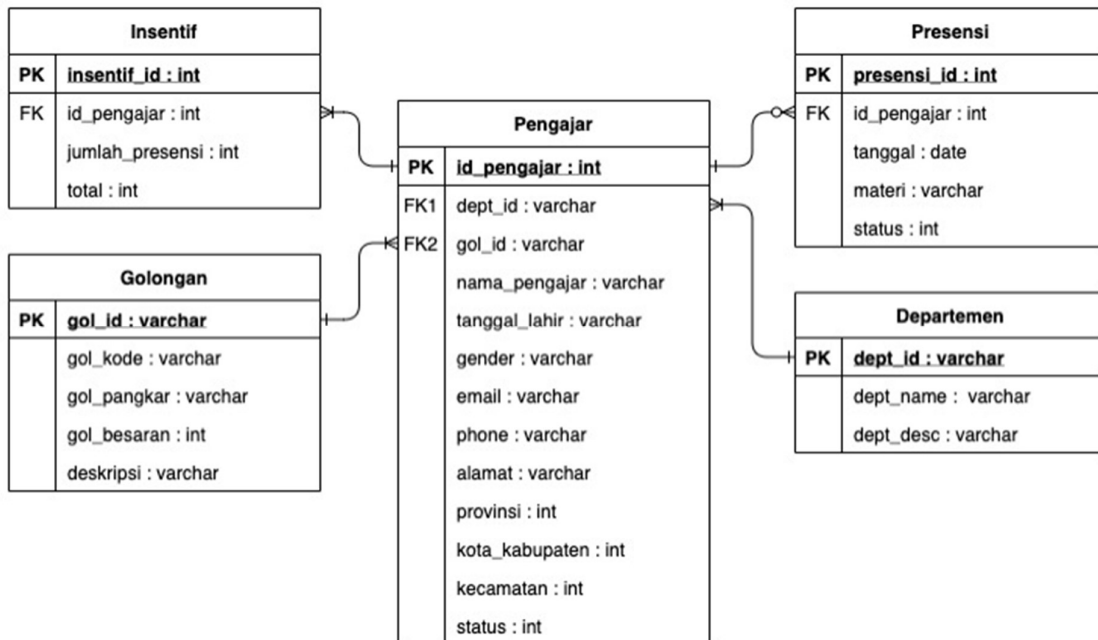 Insentif
PK insentif_id : int
FK id_pengajar : int
jumlah_presensi : int
total : int
Golongan
PK gol_id : varchar
gol_kode : varchar
gol_pangkar : varchar
gol_besaran : int
deskripsi : varchar
Pengajar
PK id_pengajar : int
FK1 dept_id : varchar
FK2 gol_id : varchar
nama_pengajar : varchar
tanggal_lahir : varchar
gender : varchar
email : varchar
phone : varchar
alamat : varchar
provinsi : int
kota_kabupaten : int
kecamatan : int
status : int
Presensi
PK presensi_id : int
FK id_pengajar : int
tanggal : date
materi : varchar
status : int
Departemen
PK dept_id : varchar
dept_name : varchar
dept_desc : varchar